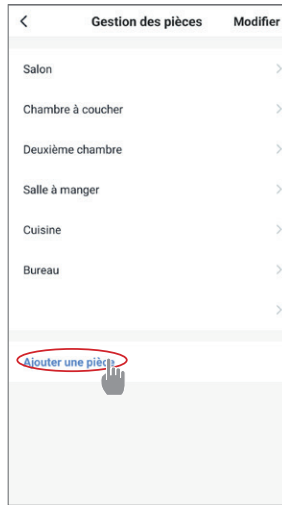 Gestion des pièces Modifier
Salon
Chambre à coucher
Deuxième chambre
Salle à manger
Cuisine
Bureau
Ajouter une pièce